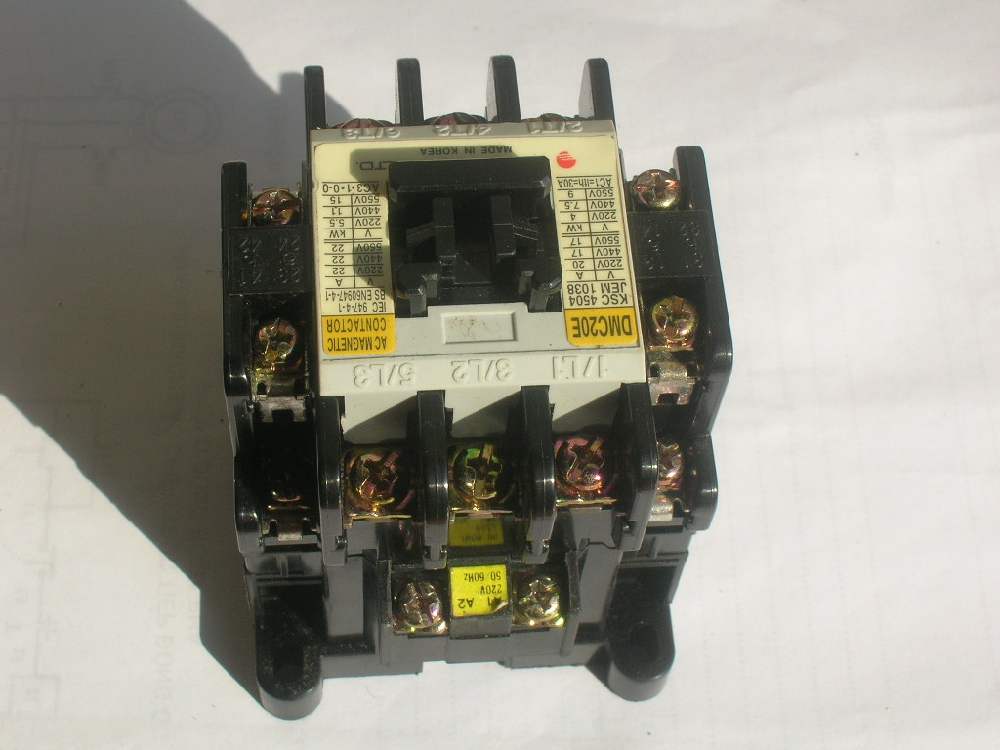 A1 A2
220V
50/60Hz
1/L1 3/L2 5/L3
DMC20E
KSC 4504
JEM 1038
V A
220V 20
440V 17
550V 17
V kW
220V 4
440V 7.5
550V 9
AC1=Ith=30A
AC MAGNETIC
CONTACTOR
IEC 947-4-1
BS EN60947-4-1
V A
220V 22
440V 22
550V 22
V kW
220V 5.5
440V 11
550V 15
AC3•1•0-0
LTD.
MADE IN KOREA
2/T1 4/T2 6/T3